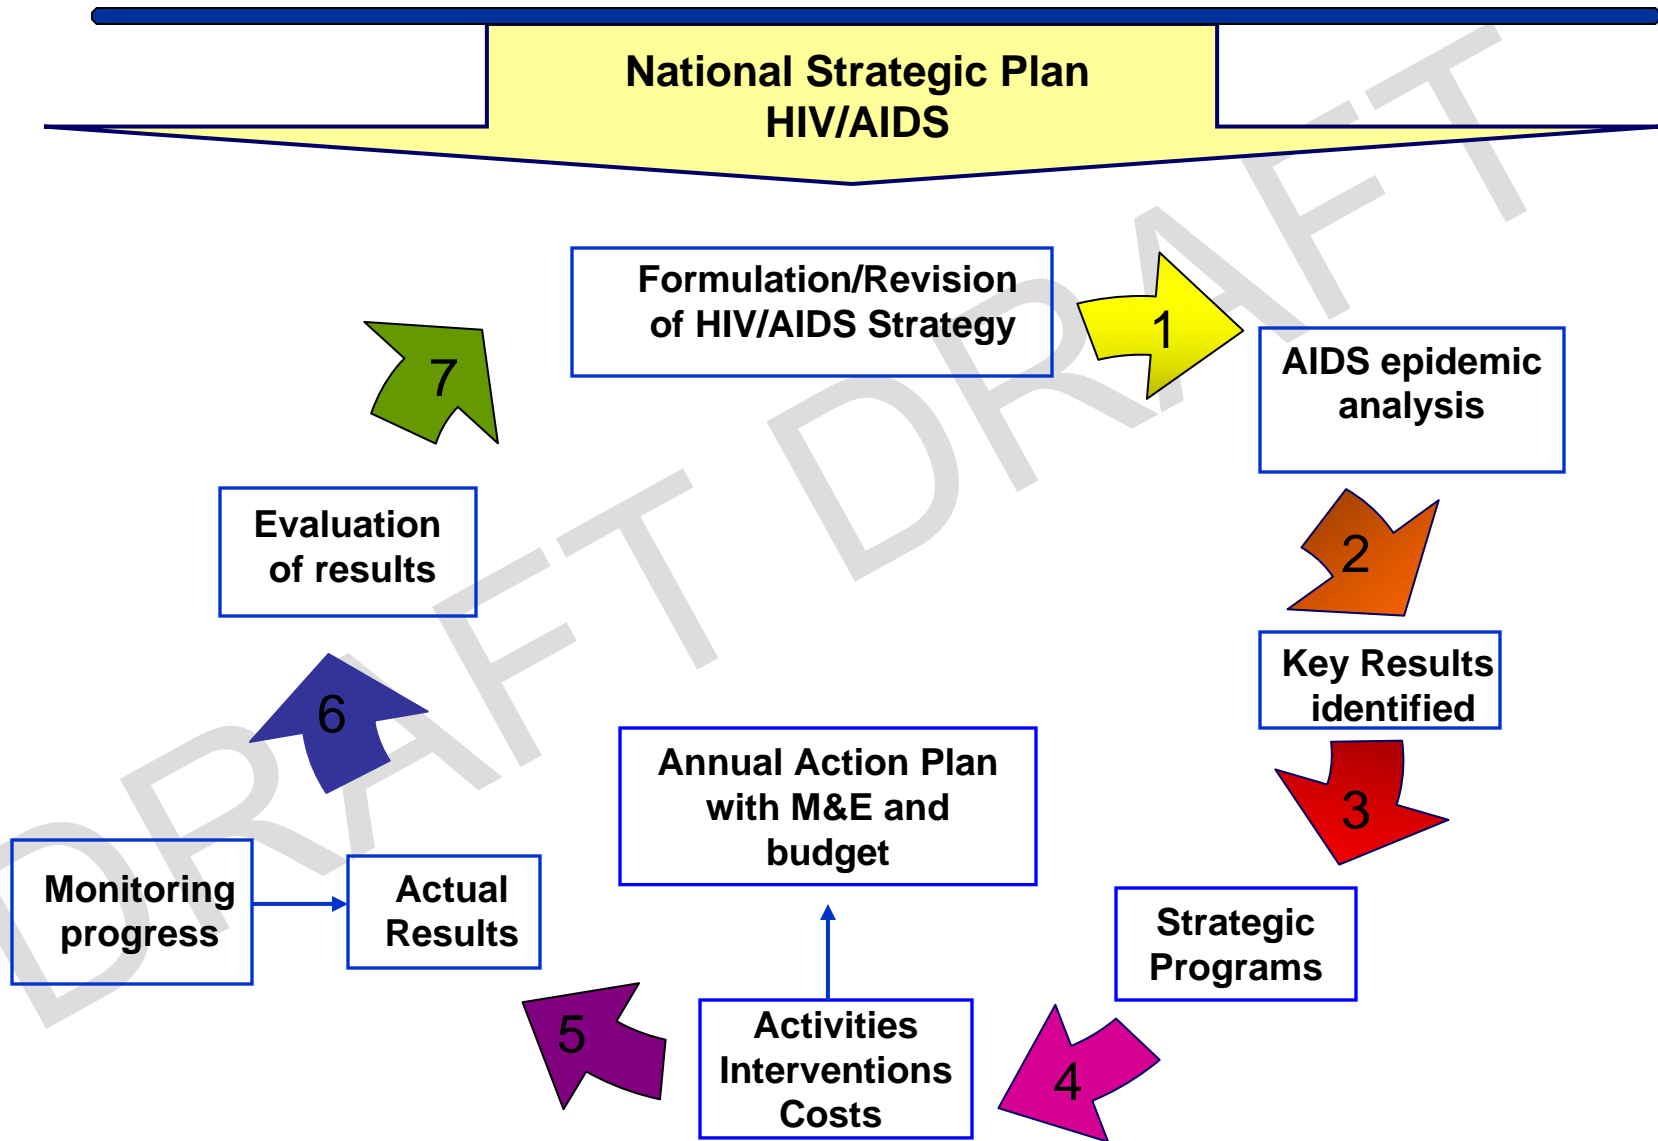 National Strategic Plan
HIV/AIDS
Formulation/Revision
of HIV/AIDS Strategy
1
AIDS epidemic
analysis
2
Key Results
identified
3
Strategic
Programs
4
Activities
Interventions
Costs
Annual Action Plan
with M&E and
budget
5
Actual
Results
Monitoring
progress
6
Evaluation
of results
7
DRAFT DRAFT